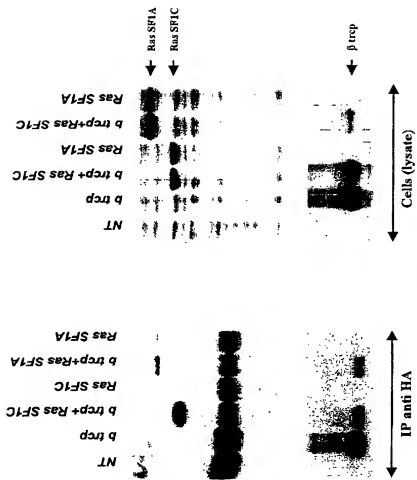 Ras SF1A
Ras SF1C
β trcp
Ras SF1A
b trcp+Ras SF1C
Ras SF1A
b trcp+ Ras SF1C
b trcp
NT
Cells (lysate)
Ras SF1A
b trcp+Ras SF1A
Ras SF1C
b trcp+ Ras SF1C
b trcp
NT
IP anti HA